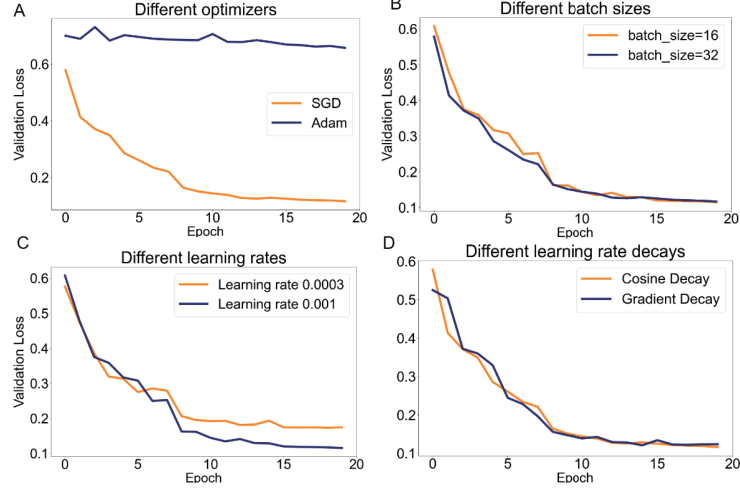 A
Different optimizers
Validation Loss
0.6
0.4
0.2
SGD
Adam
0
5
10
15
20
Epoch
B
Different batch sizes
Validation Loss
0.6
0.5
0.4
0.3
0.2
0.1
batch_size=16
batch_size=32
0
5
10
15
20
Epoch
C
Different learning rates
Validation Loss
0.6
0.5
0.4
0.3
0.2
0.1
Learning rate 0.0003
Learning rate 0.001
0
5
10
15
20
Epoch
D
Different learning rate decays
Validation Loss
0.6
0.5
0.4
0.3
0.2
0.1
Cosine Decay
Gradient Decay
0
5
10
15
20
Epoch